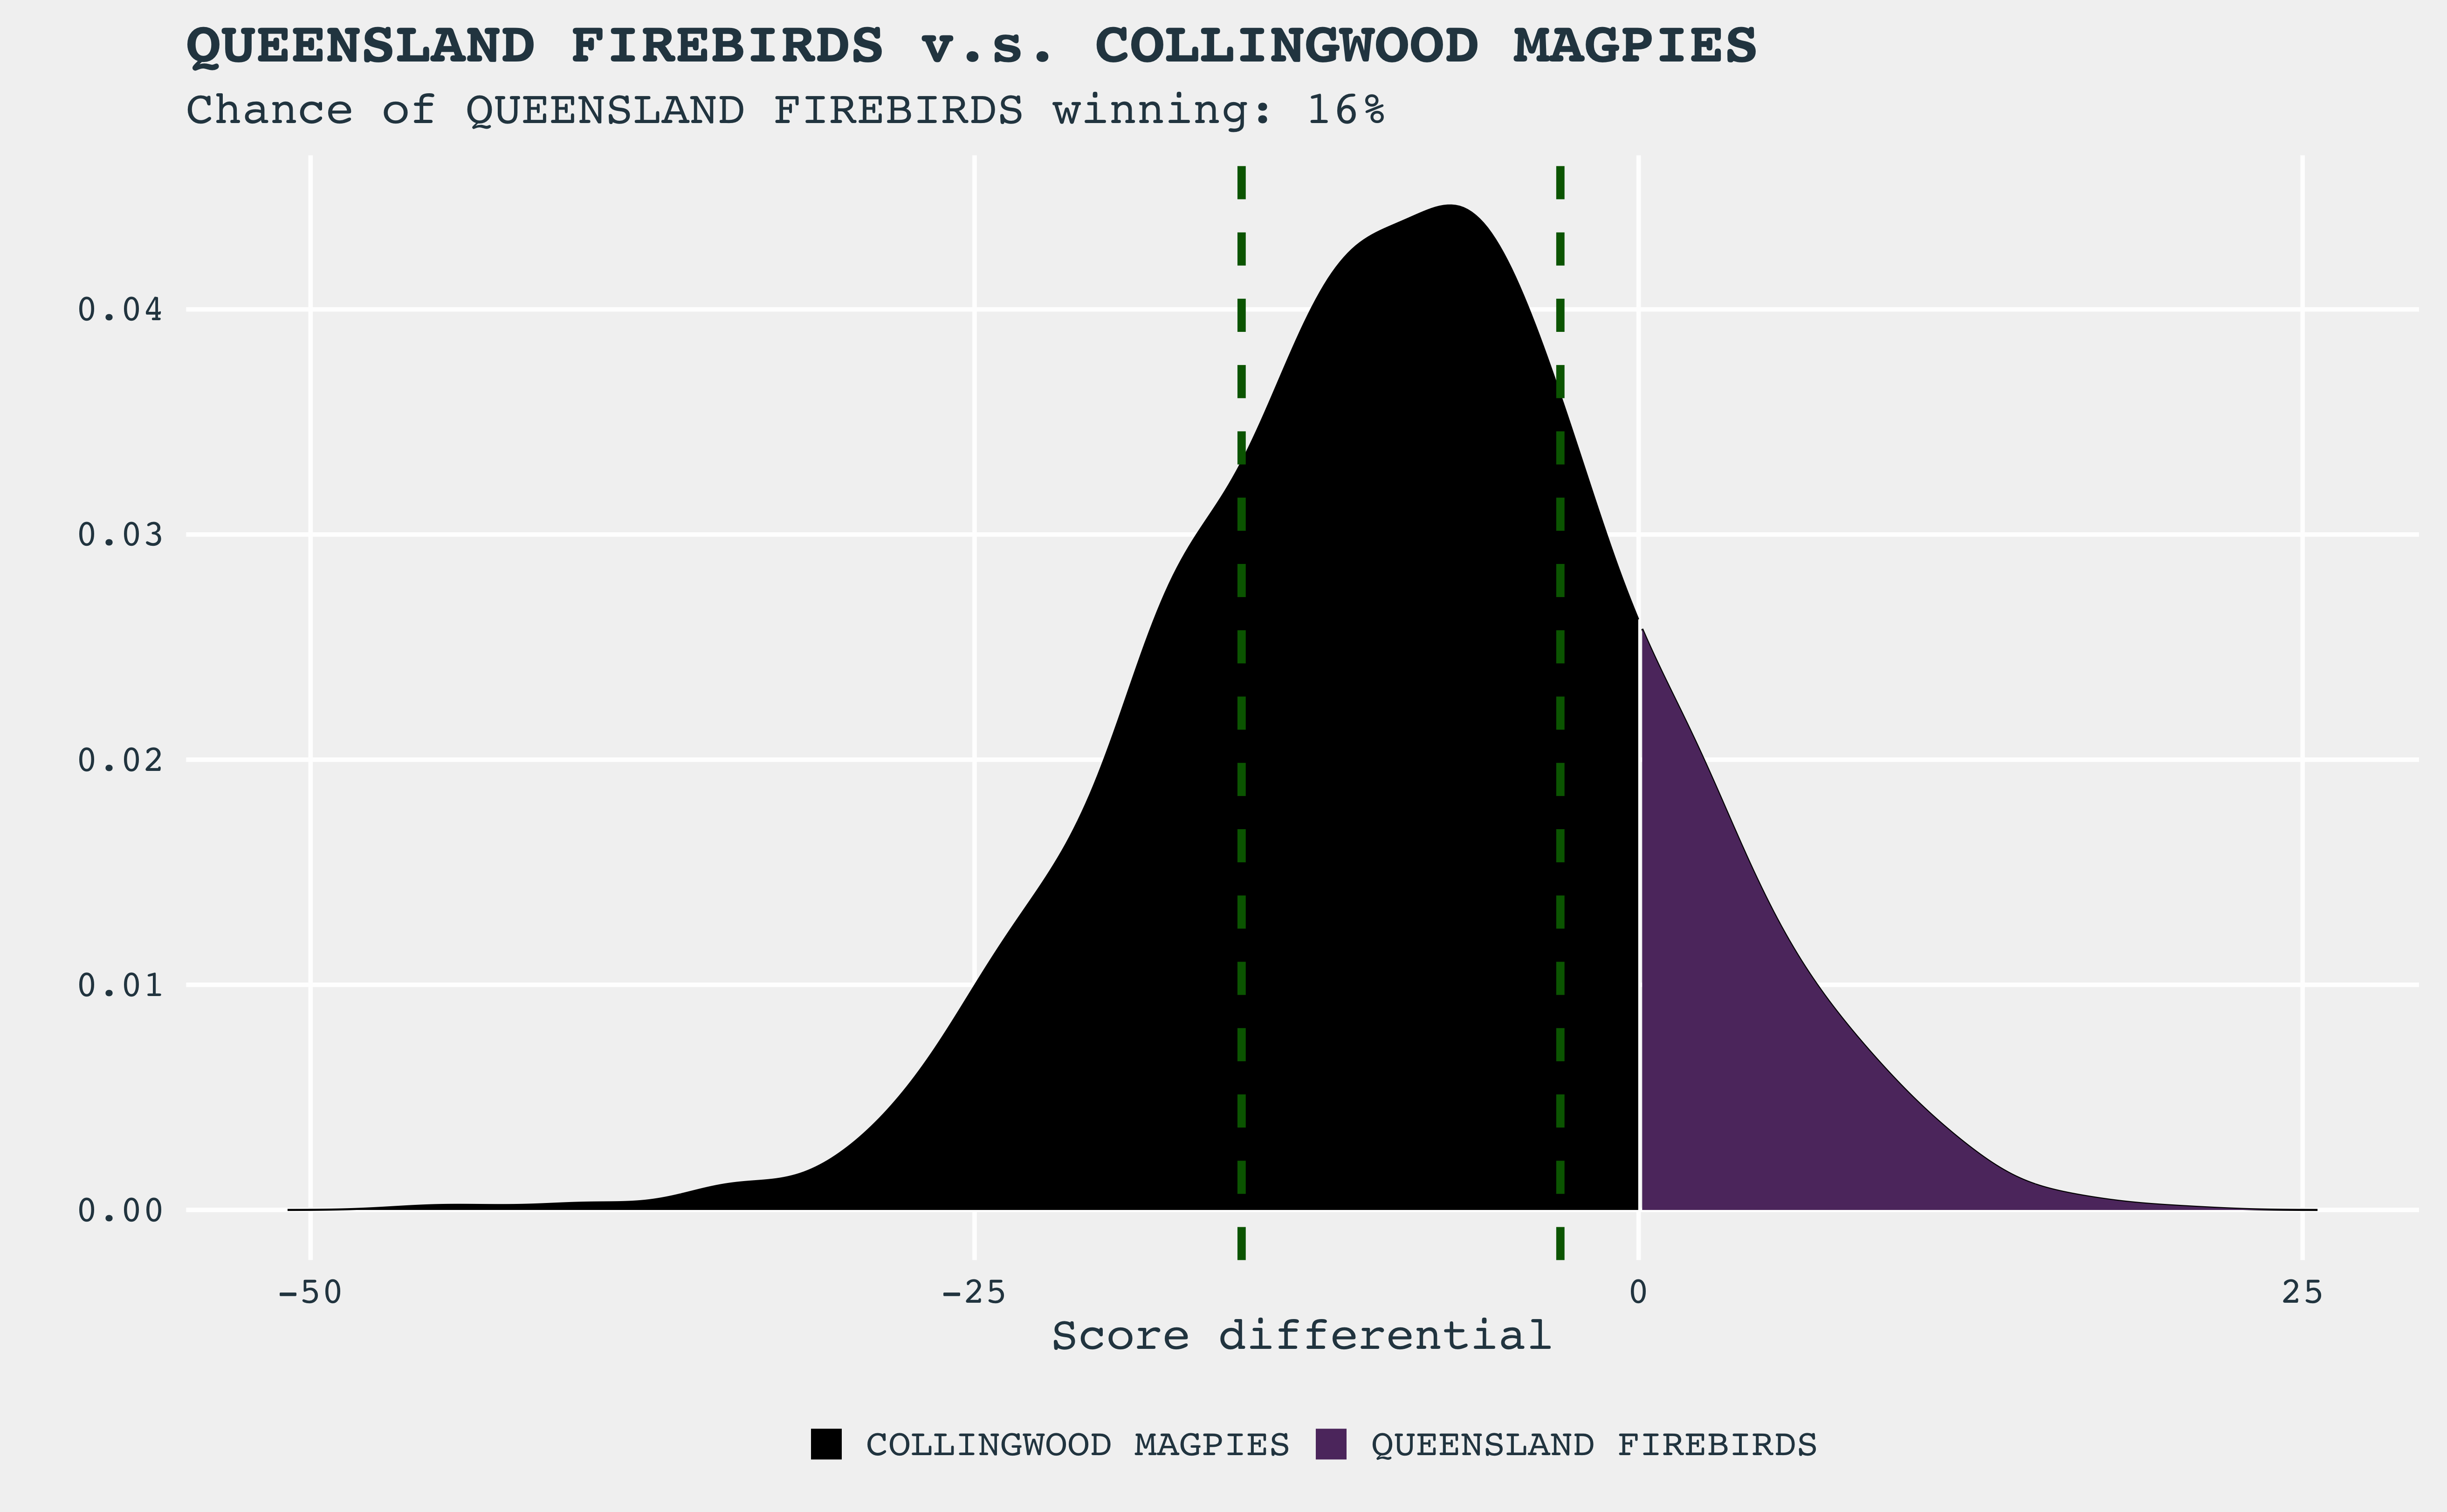 QUEENSLAND FIREBIRDS v.s. COLLINGWOOD MAGPIES
Chance of QUEENSLAND FIREBIRDS winning: 16%
0.04
0.03
0.02
0.01
0.00
-50 -25 0 25
Score differential
COLLINGWOOD MAGPIES QUEENSLAND FIREBIRDS